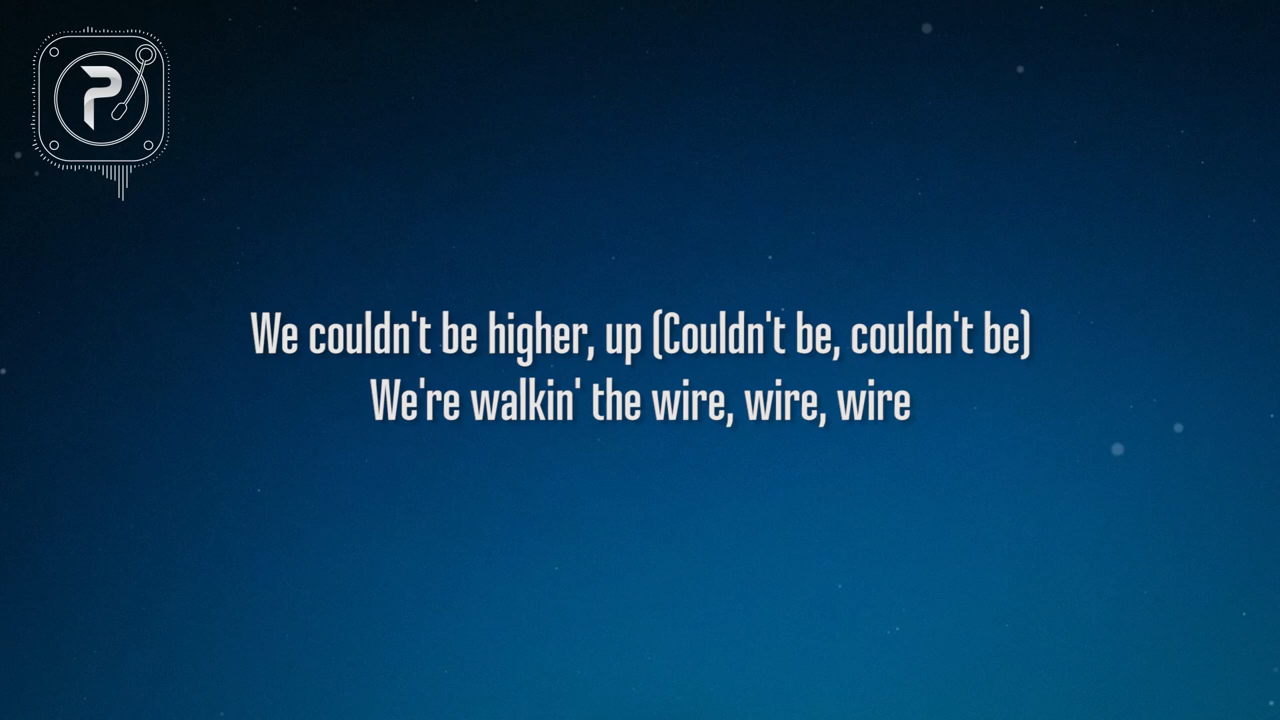 P
We couldn't be higher, up (Couldn't be, couldn't be)
We're walkin' the wire, wire, wire